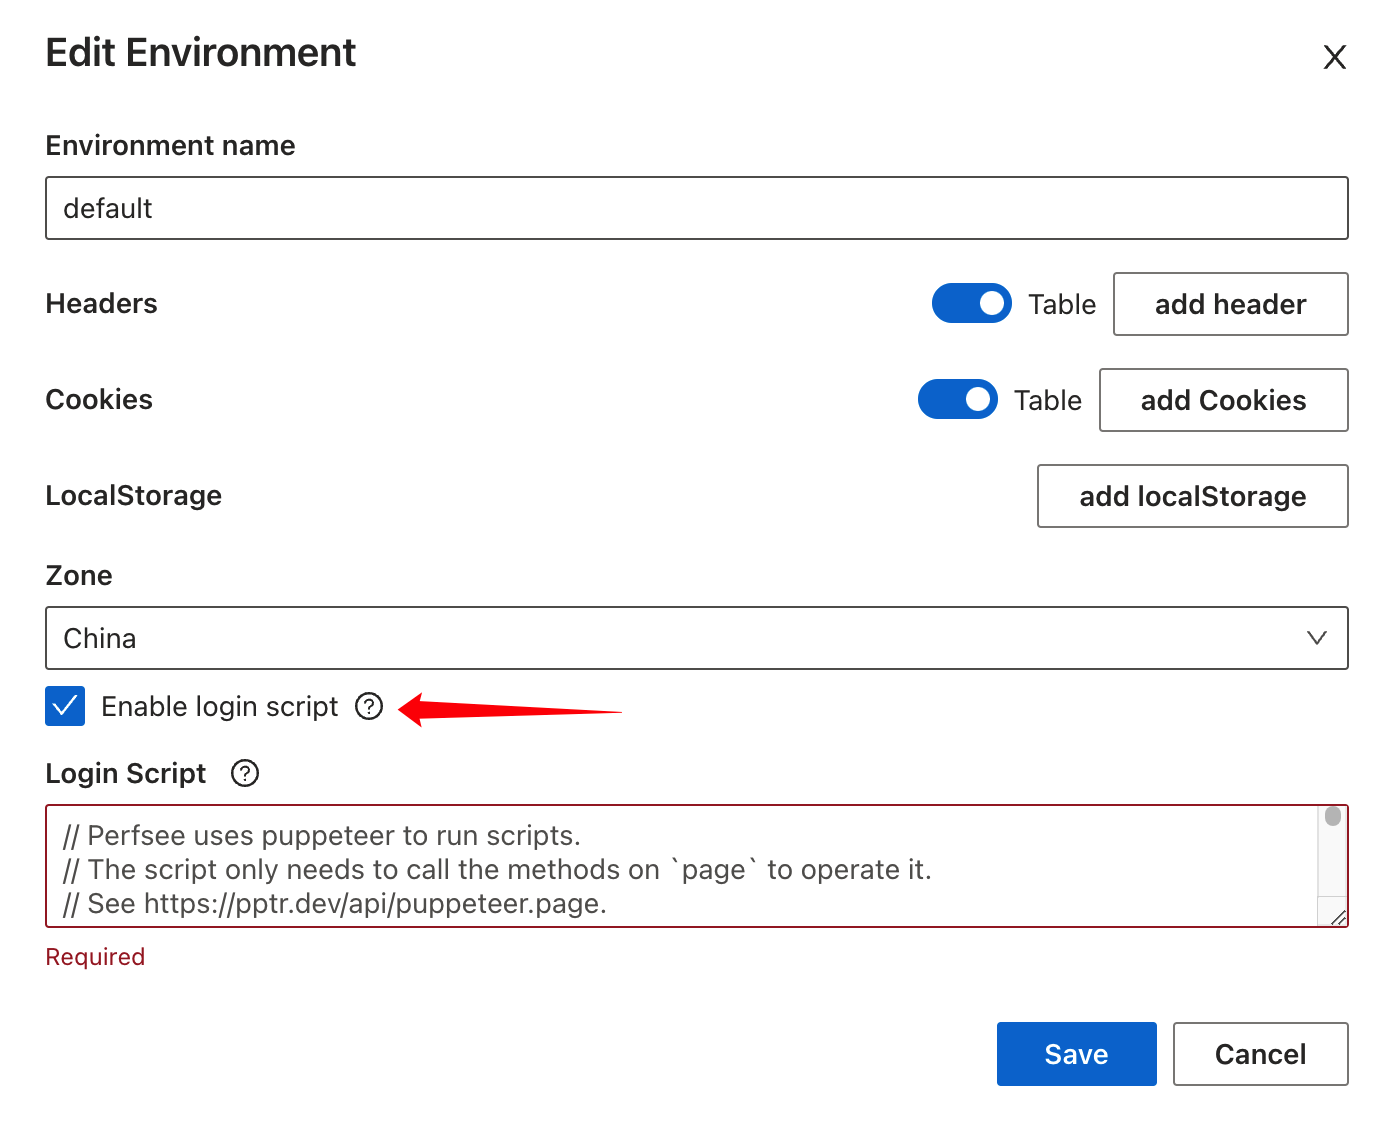 Edit Environment
Environment name
default
Headers
Table
add header
Cookies
Table
add Cookies
LocalStorage
add localStorage
Zone
China
Enable login script
Login Script
// Perfsee uses puppeteer to run scripts.
// The script only needs to call the methods on `page` to operate it.
// See https://pptr.dev/api/puppeteer.page.
Required
Save
Cancel